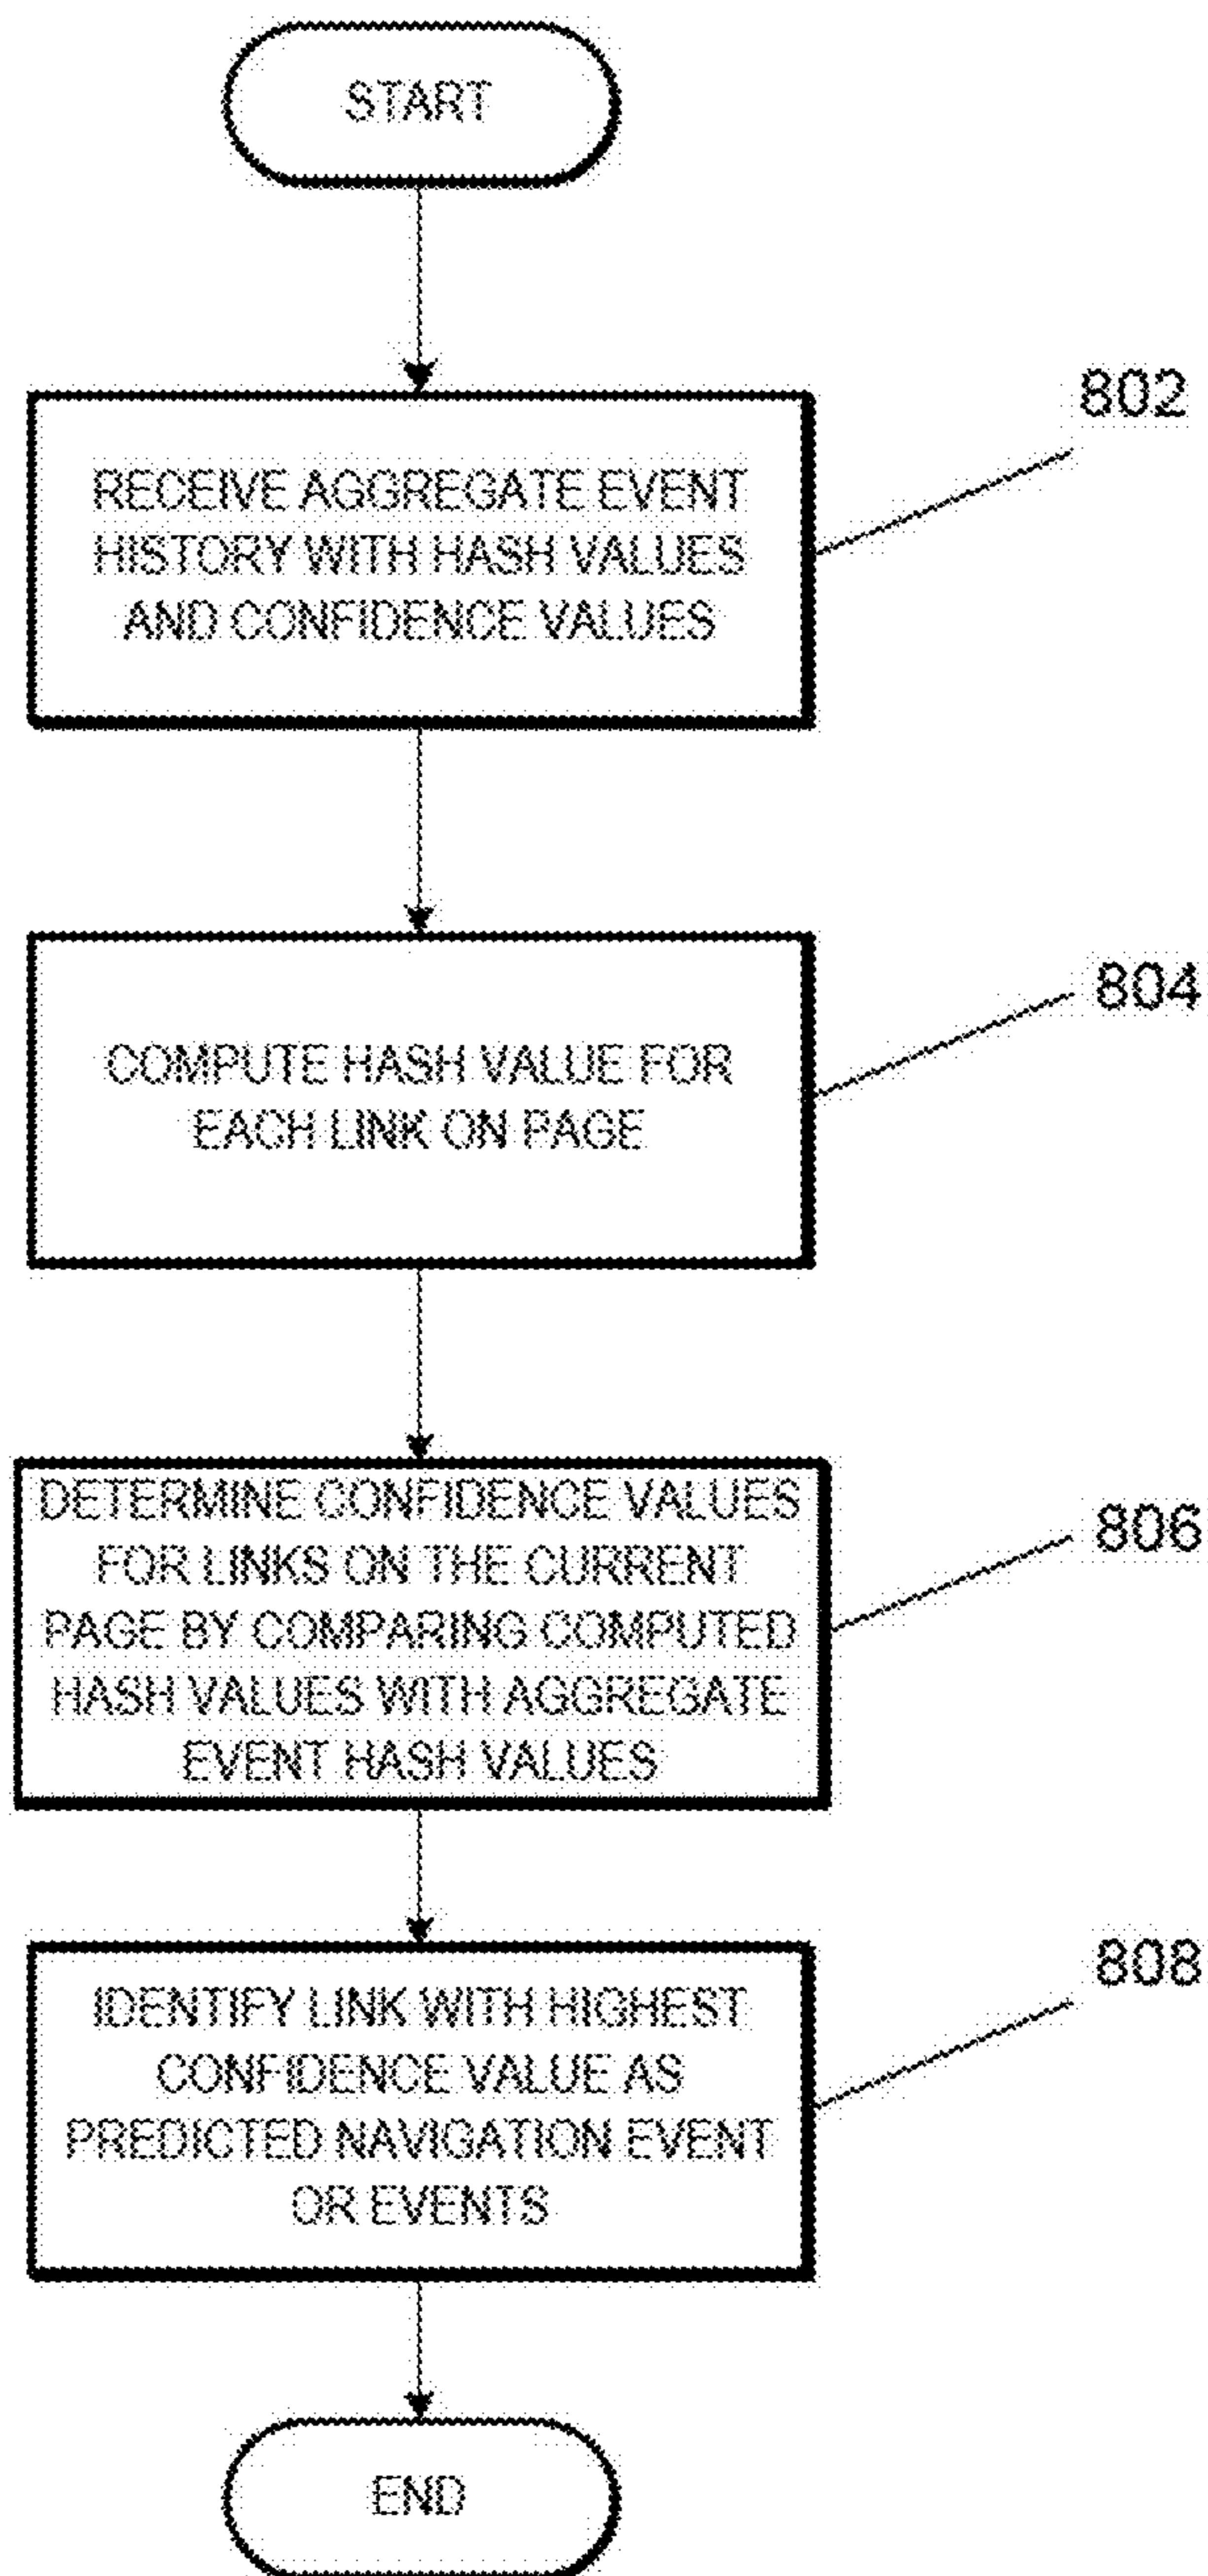 START
802
RECEIVE AGGREGATE EVENT
HISTORY WITH HASH VALUES
AND CONFIDENCE VALUES
804
COMPUTE HASH VALUE FOR
EACH LINK ON PAGE
806
DETERMINE CONFIDENCE VALUES
FOR LINKS ON THE CURRENT
PAGE BY COMPARING COMPUTED
HASH VALUES WITH AGGREGATE
EVENT HASH VALUES
808
IDENTIFY LINK WITH HIGHEST
CONFIDENCE VALUE AS
PREDICTED NAVIGATION EVENT
OR EVENTS
END